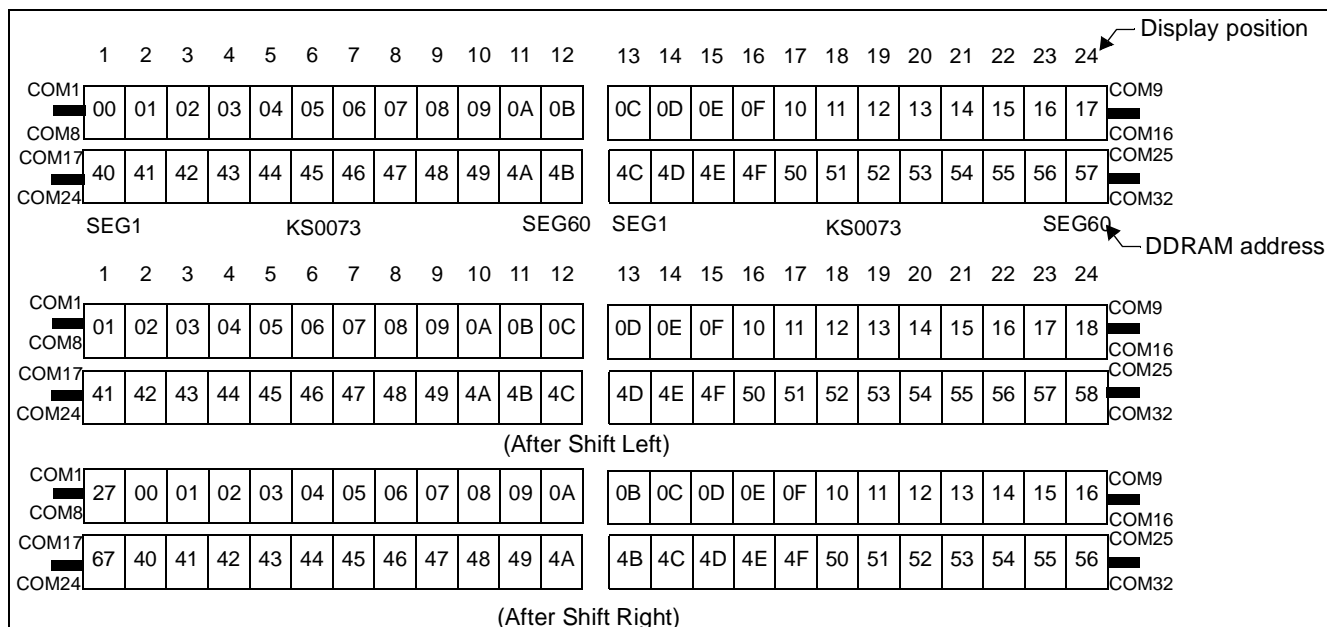 Display position
1 2 3 4 5 6 7 8 9 10 11 12 13 14 15 16 17 18 19 20 21 22 23 24
COM1 COM9
00 01 02 03 04 05 06 07 08 09 0A 0B 0C 0D 0E 0F 10 11 12 13 14 15 16 17
COM8 COM16
COM17 COM25
40 41 42 43 44 45 46 47 48 49 4A 4B 4C 4D 4E 4F 50 51 52 53 54 55 56 57
COM24 COM32
SEG1 KS0073 SEG60 SEG1 KS0073 SEG60
DDRAM address
1 2 3 4 5 6 7 8 9 10 11 12 13 14 15 16 17 18 19 20 21 22 23 24
COM1 COM9
01 02 03 04 05 06 07 08 09 0A 0B 0C 0D 0E 0F 10 11 12 13 14 15 16 17 18
COM8 COM16
COM17 COM25
41 42 43 44 45 46 47 48 49 4A 4B 4C 4D 4E 4F 50 51 52 53 54 55 56 57 58
COM24 COM32
(After Shift Left)
COM1 COM9
27 00 01 02 03 04 05 06 07 08 09 0A 0B 0C 0D 0E 0F 10 11 12 13 14 15 16
COM8 COM16
COM17 COM25
67 40 41 42 43 44 45 46 47 48 49 4A 4B 4C 4D 4E 4F 50 51 52 53 54 55 56
COM24 COM32
(After Shift Right)